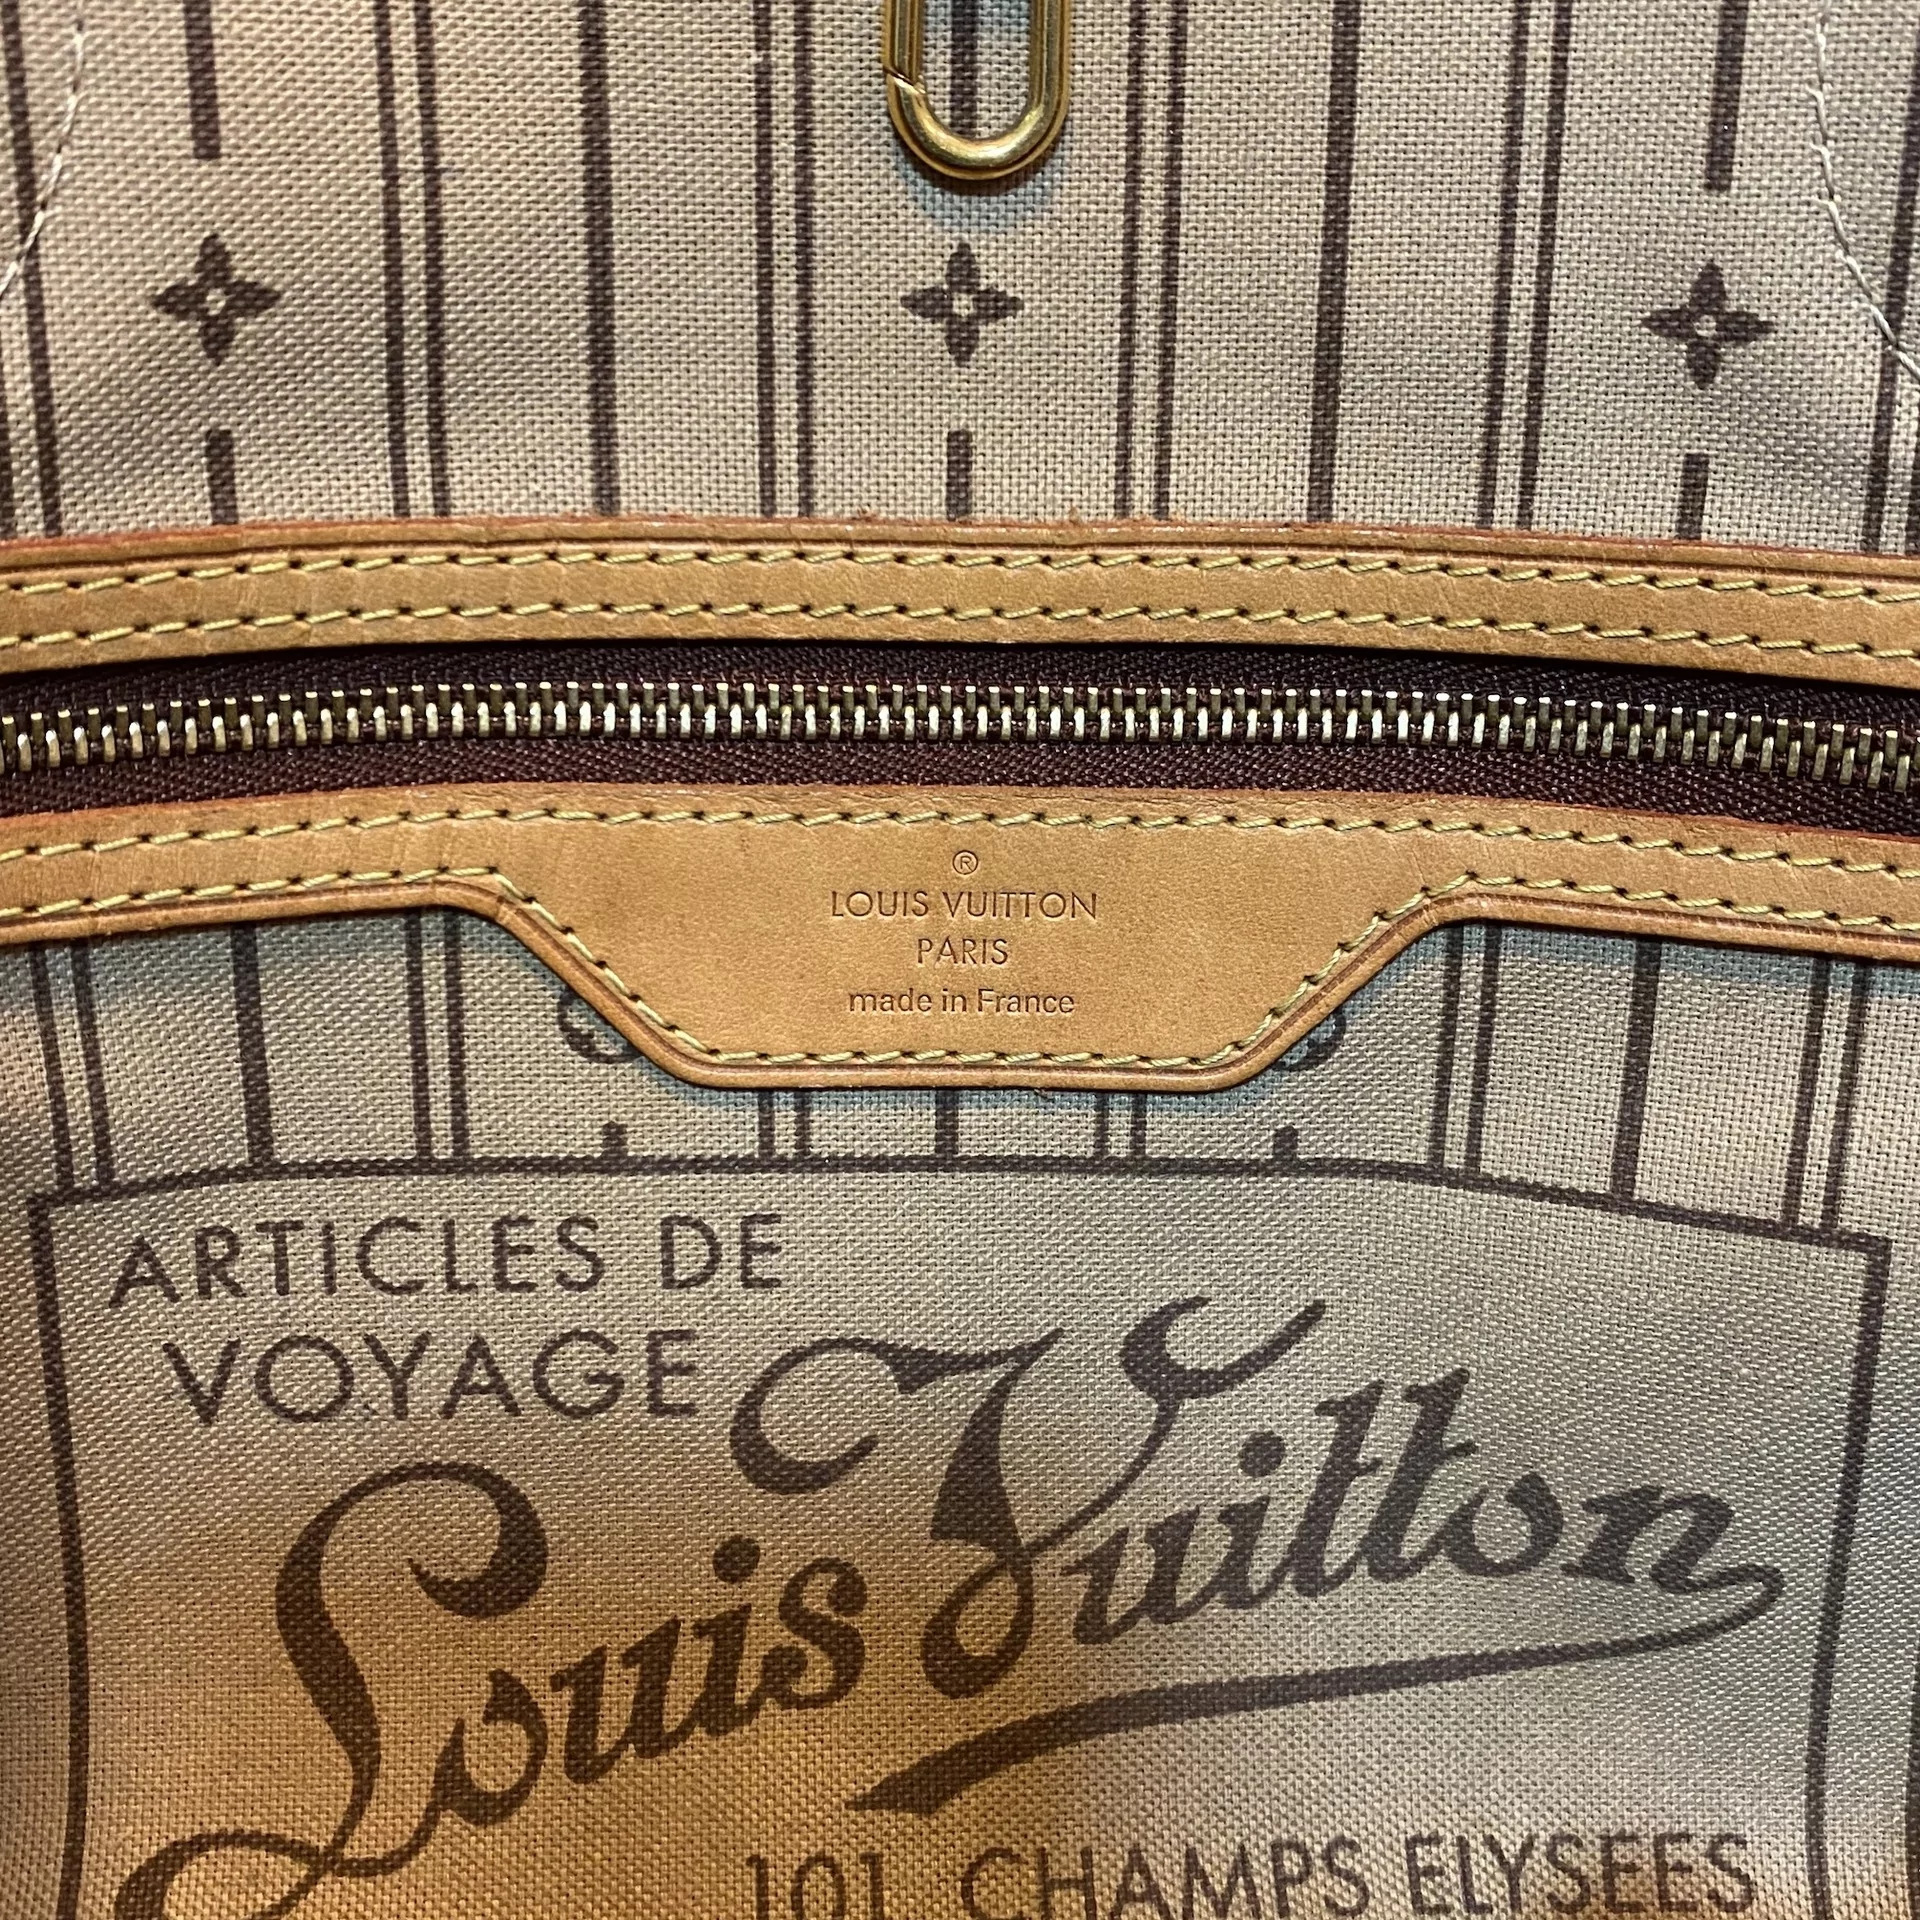 ®
LOUIS VUITTON
PARIS
made in France
ARTICLES DE
VOYAGE
Louis Vuitton
101 CHAMPS ELYSEES